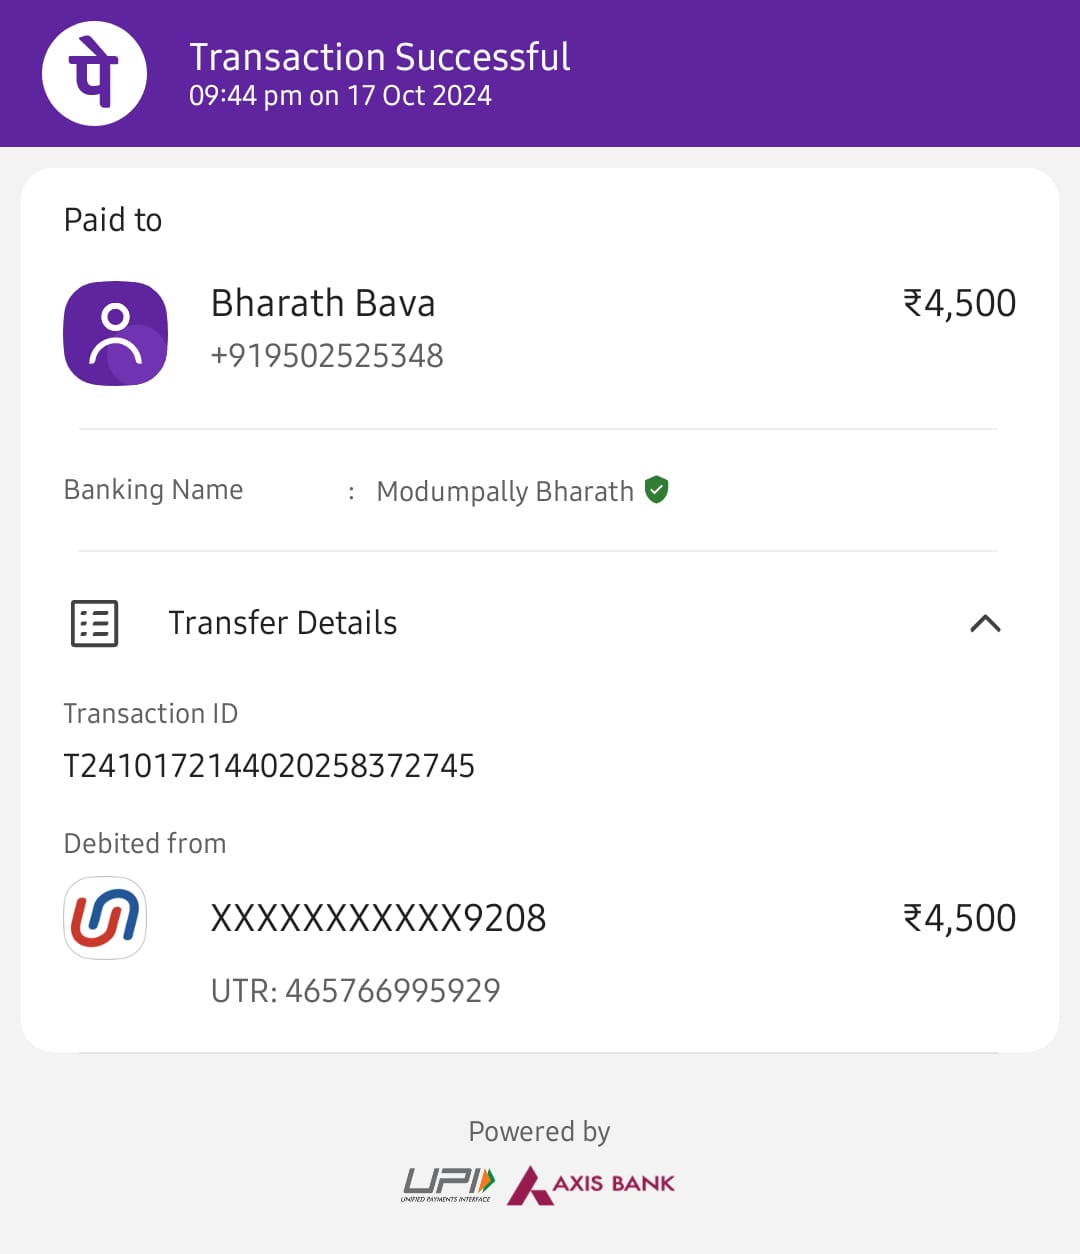 पे
Transaction Successful
09:44 pm on 17 Oct 2024
Paid to
Bharath Bava
₹4,500
+919502525348
Banking Name : Modumpally Bharath
Transfer Details
Transaction ID
T2410172144020258372745
Debited from
XXXXXXXXXXX9208
₹4,500
UTR: 465766995929
Powered by
UPI
UNIFIED PAYMENTS INTERFACE
AXIS BANK